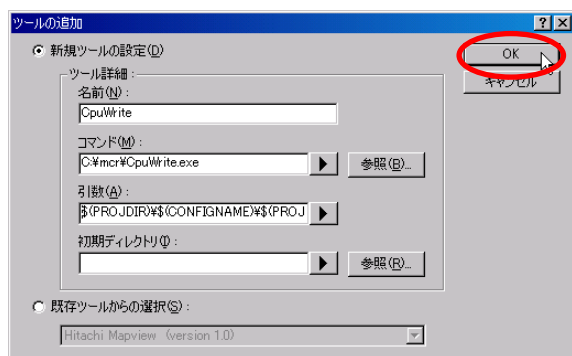 ツールの追加
新規ツールの設定(D)
OK
ツール詳細:
キャンセル
名前(N):
CpuWrite
コマンド(M):
C:¥mcr¥CpuWrite.exe
参照(B)...
引数(A):
$(PROJDIR)¥$(CONFIGNAME)¥$(PROJ
初期ディレクトリ(I):
参照(R)...
既存ツールからの選択(S):
Hitachi Mapview (version 1.0)